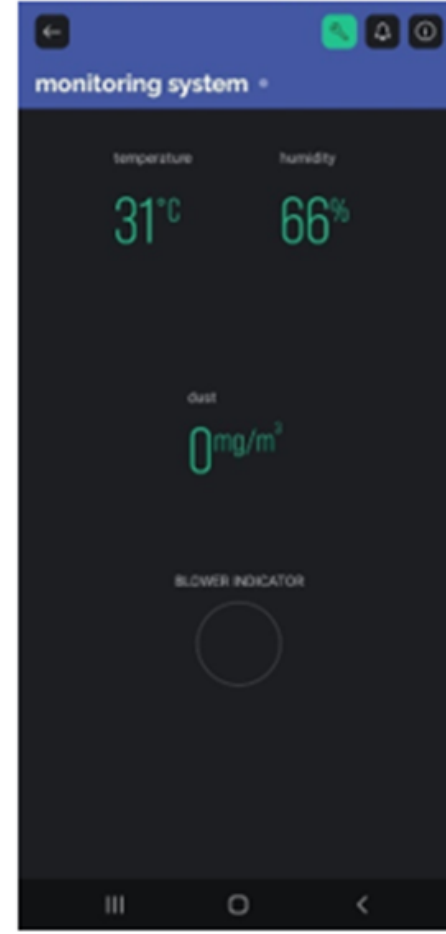 monitoring system
temperature humidity
31°C 66%
dust
0mg/m³
BLOWER INDICATOR